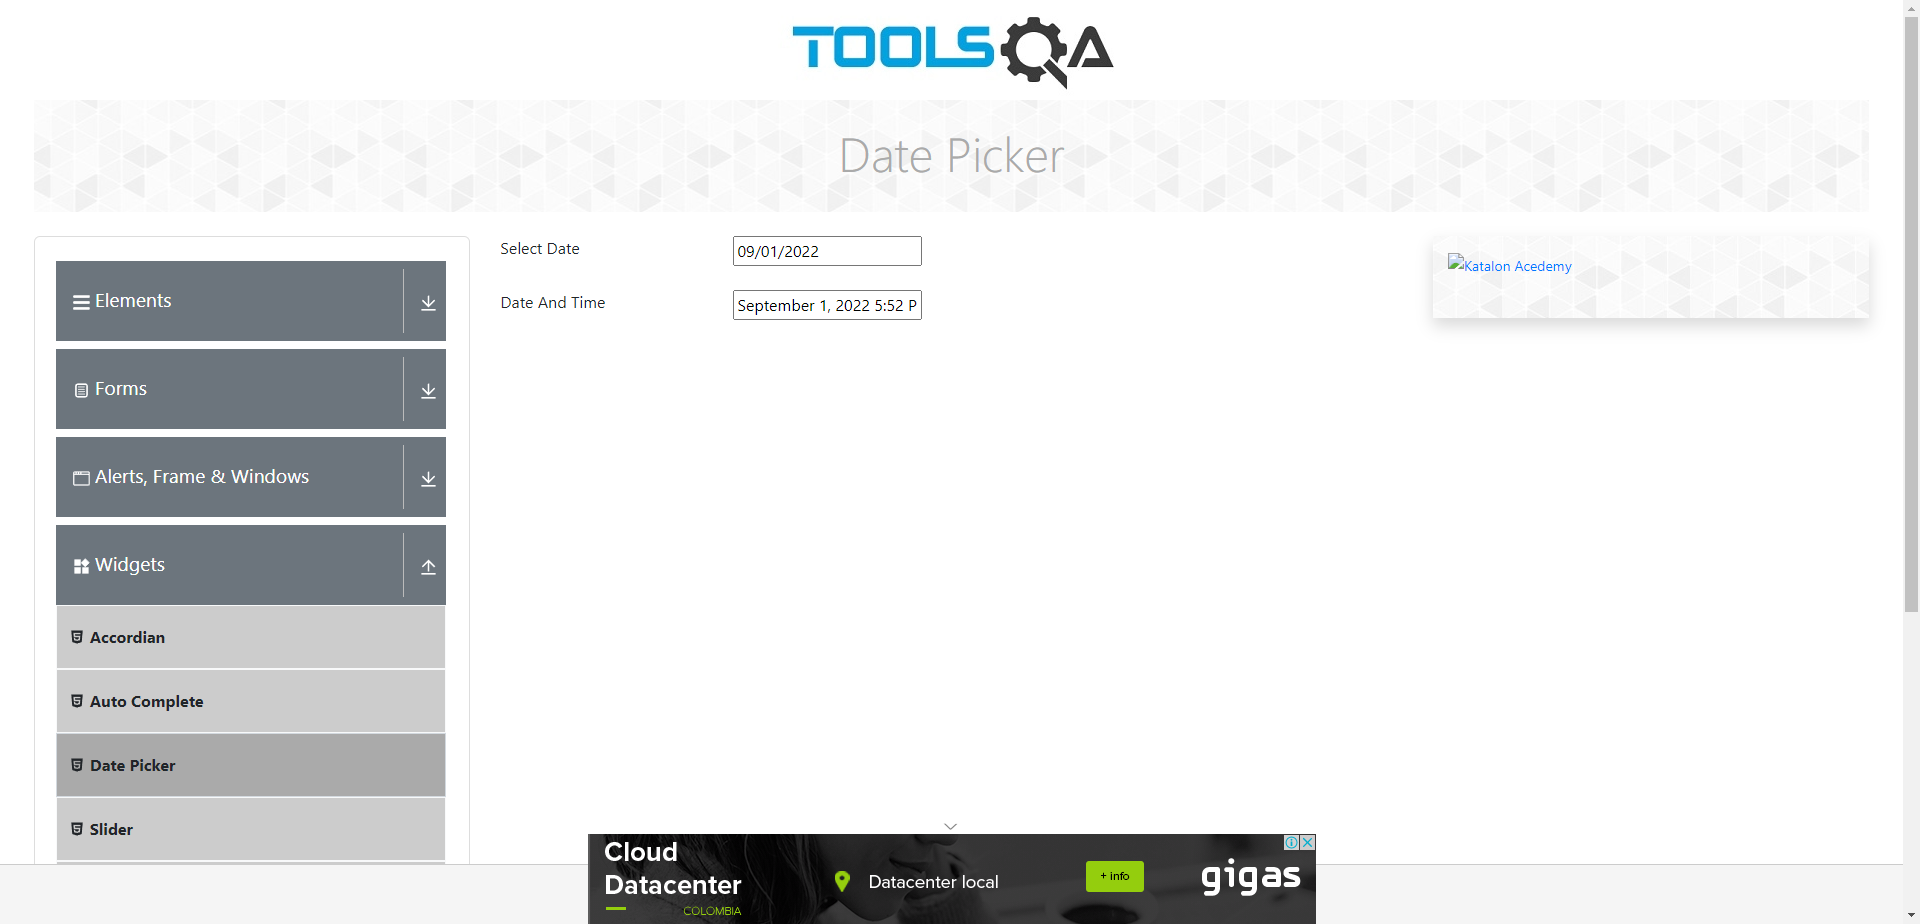 TOOLSQA
Date Picker
Elements
Forms
Alerts, Frame & Windows
Widgets
Accordian
Auto Complete
Date Picker
Slider
Select Date
09/01/2022
Date And Time
September 1, 2022 5:52 P
Katalon Acedemy
Cloud
Datacenter
COLOMBIA
Datacenter local
+ info
gigas